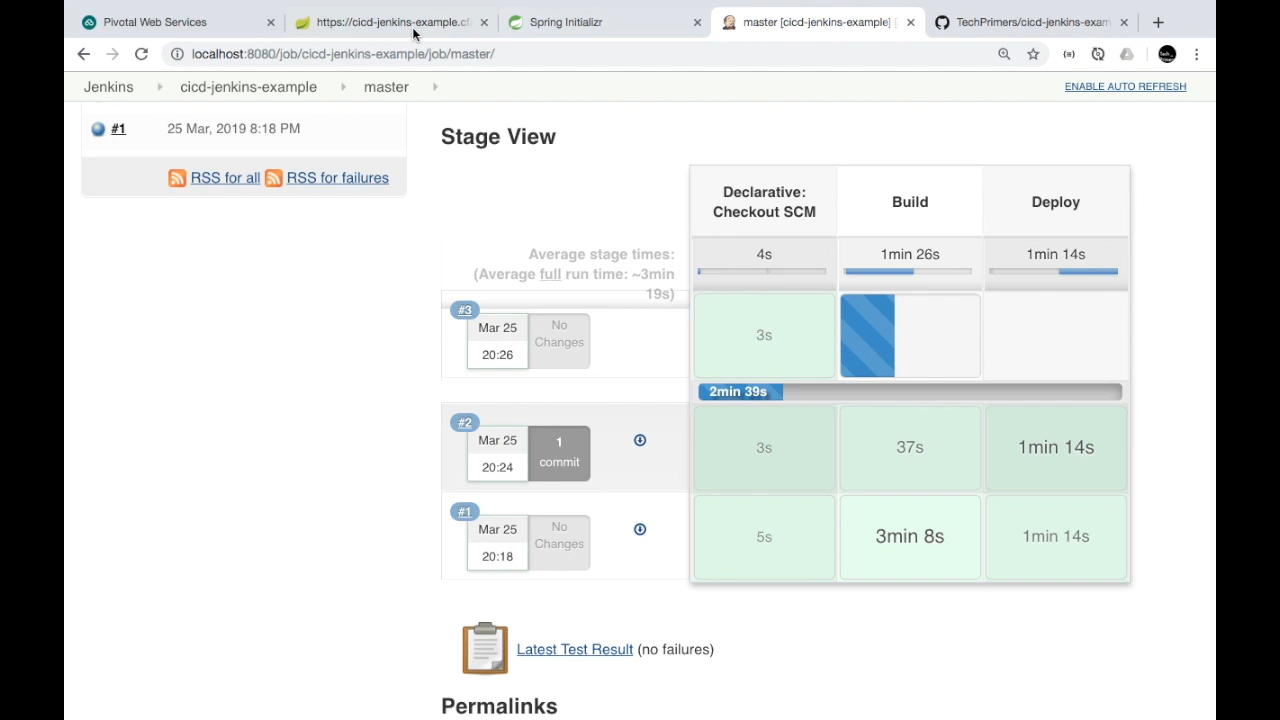 Pivotal Web Services
https://cicd-jenkins-example.cf
Spring Initializr
master [cicd-jenkins-example] [
TechPrimers/cicd-jenkins-exam
localhost:8080/job/cicd-jenkins-example/job/master/
Jenkins
cicd-jenkins-example
master
ENABLE AUTO REFRESH
#1
25 Mar, 2019 8:18 PM
RSS for all
RSS for failures
Stage View
Declarative:
Checkout SCM
Build
Deploy
Average stage times:
(Average full run time: ~3min
19s)
4s
1min 26s
1min 14s
#3
Mar 25
20:26
No
Changes
3s
2min 39s
#2
Mar 25
20:24
1
commit
3s
37s
1min 14s
#1
Mar 25
20:18
No
Changes
5s
3min 8s
1min 14s
Latest Test Result (no failures)
Permalinks